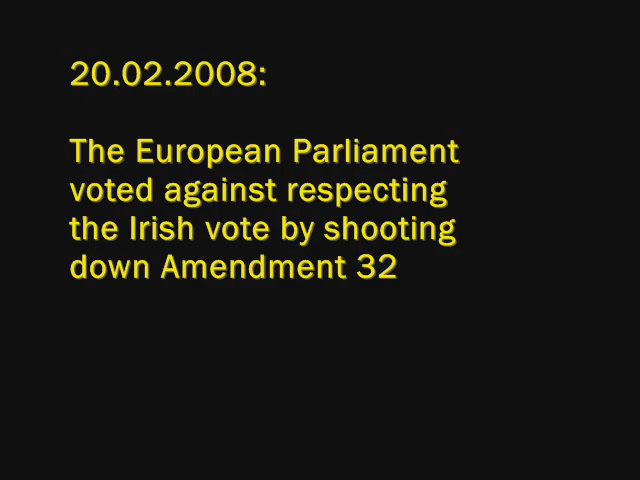 20.02.2008:
The European Parliament
voted against respecting
the Irish vote by shooting
down Amendment 32